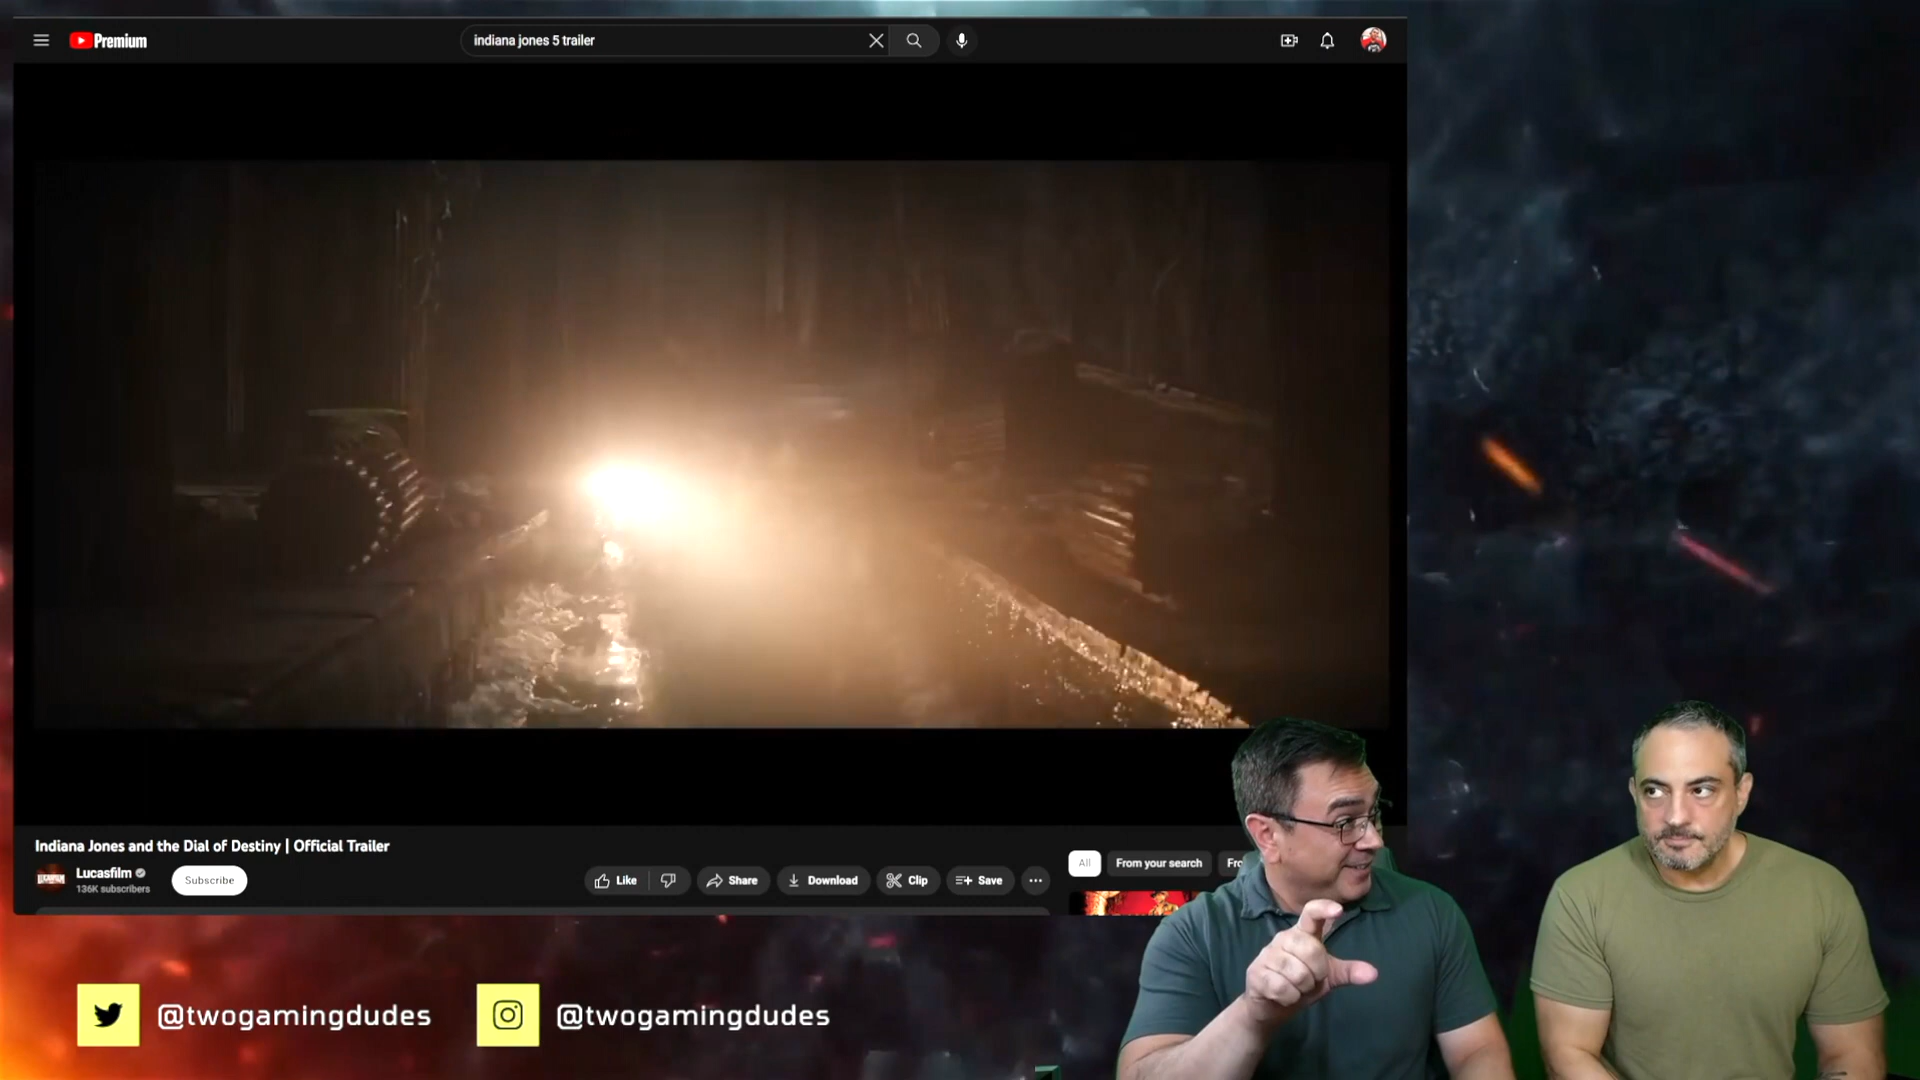 Premium
indiana jones 5 trailer
Indiana Jones and the Dial of Destiny | Official Trailer
Lucasfilm
136K subscribers
Subscribe
Like
Share
Download
Clip
Save
All
From your search
Fro
@twogamingdudes
@twogamingdudes